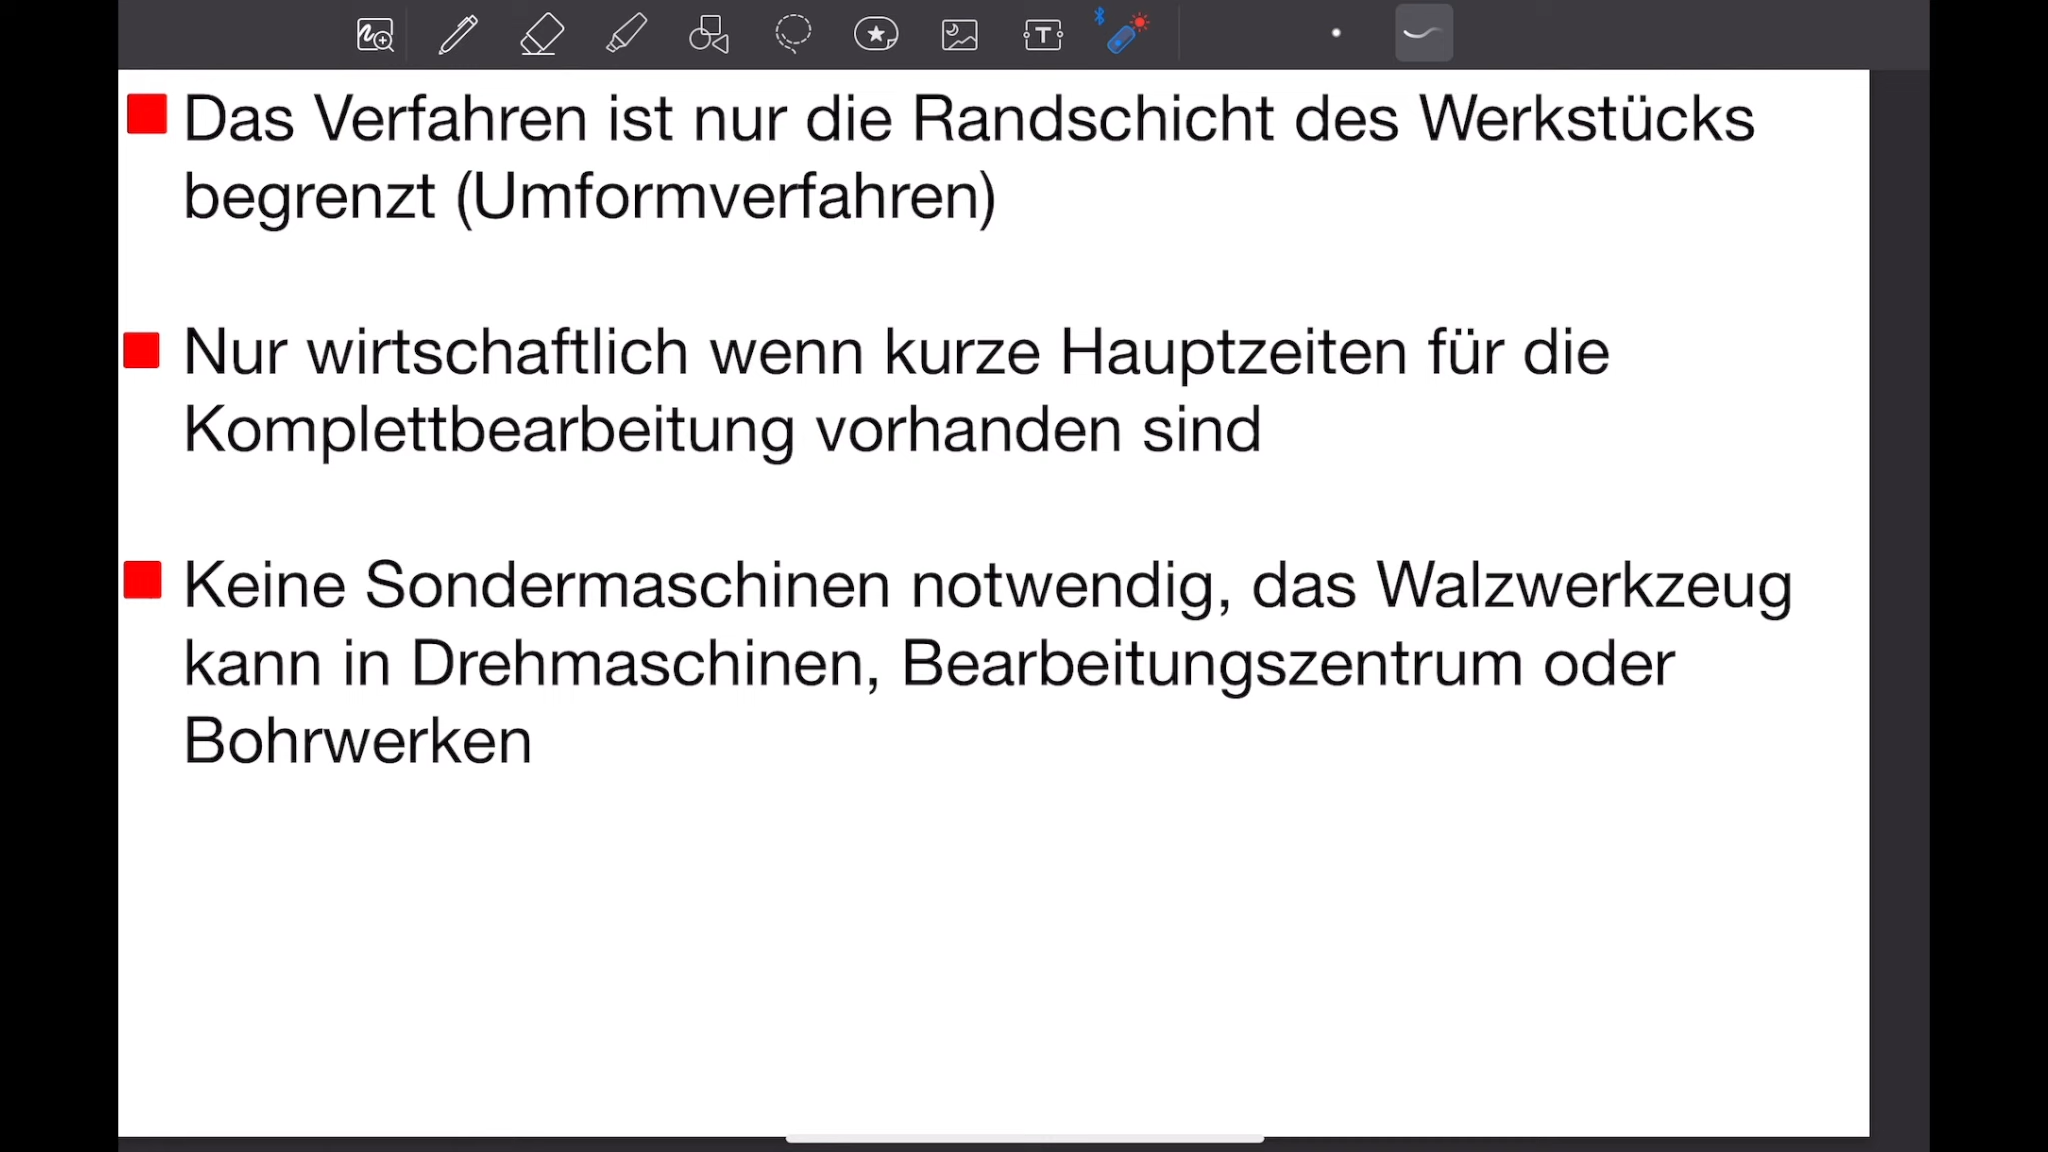 Das Verfahren ist nur die Randschicht des Werkstücks
begrenzt (Umformverfahren)
Nur wirtschaftlich wenn kurze Hauptzeiten für die
Komplettbearbeitung vorhanden sind
Keine Sondermaschinen notwendig, das Walzwerkzeug
kann in Drehmaschinen, Bearbeitungszentrum oder
Bohrwerken